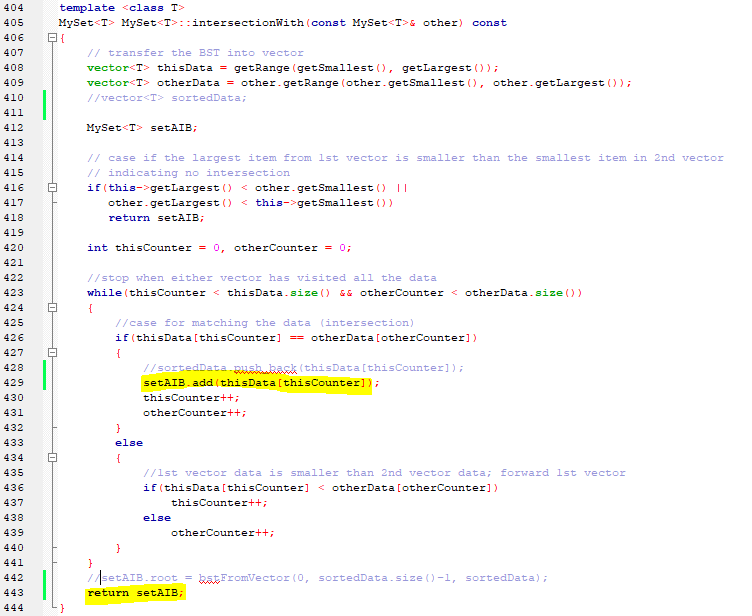 404 template <class T>
405 MySet<T> MySet<T>::intersectionWith(const MySet<T>& other) const
406 {
407 // transfer the BST into vector
408 vector<T> thisData = getRange(getSmallest(), getLargest());
409 vector<T> otherData = other.getRange(other.getSmallest(), other.getLargest());
410 //vector<T> sortedData;
411
412 MySet<T> setAIB;
413
414 // case if the largest item from 1st vector is smaller than the smallest item in 2nd vector
415 // indicating no intersection
416 if(this->getLargest() < other.getSmallest() ||
417 other.getLargest() < this->getSmallest())
418 return setAIB;
419
420 int thisCounter = 0, otherCounter = 0;
421
422 //stop when either vector has visited all the data
423 while(thisCounter < thisData.size() && otherCounter < otherData.size())
424 {
425 //case for matching the data (intersection)
426 if(thisData[thisCounter] == otherData[otherCounter])
427 {
428 //sortedData.push_back(thisData[thisCounter]);
429 setAIB.add(thisData[thisCounter]);
430 thisCounter++;
431 otherCounter++;
432 }
433 else
434 {
435 //1st vector data is smaller than 2nd vector data; forward 1st vector
436 if(thisData[thisCounter] < otherData[otherCounter])
437 thisCounter++;
438 else
439 otherCounter++;
440 }
441 }
442 //setAIB.root = bstFromVector(0, sortedData.size()-1, sortedData);
443 return setAIB;
444 }